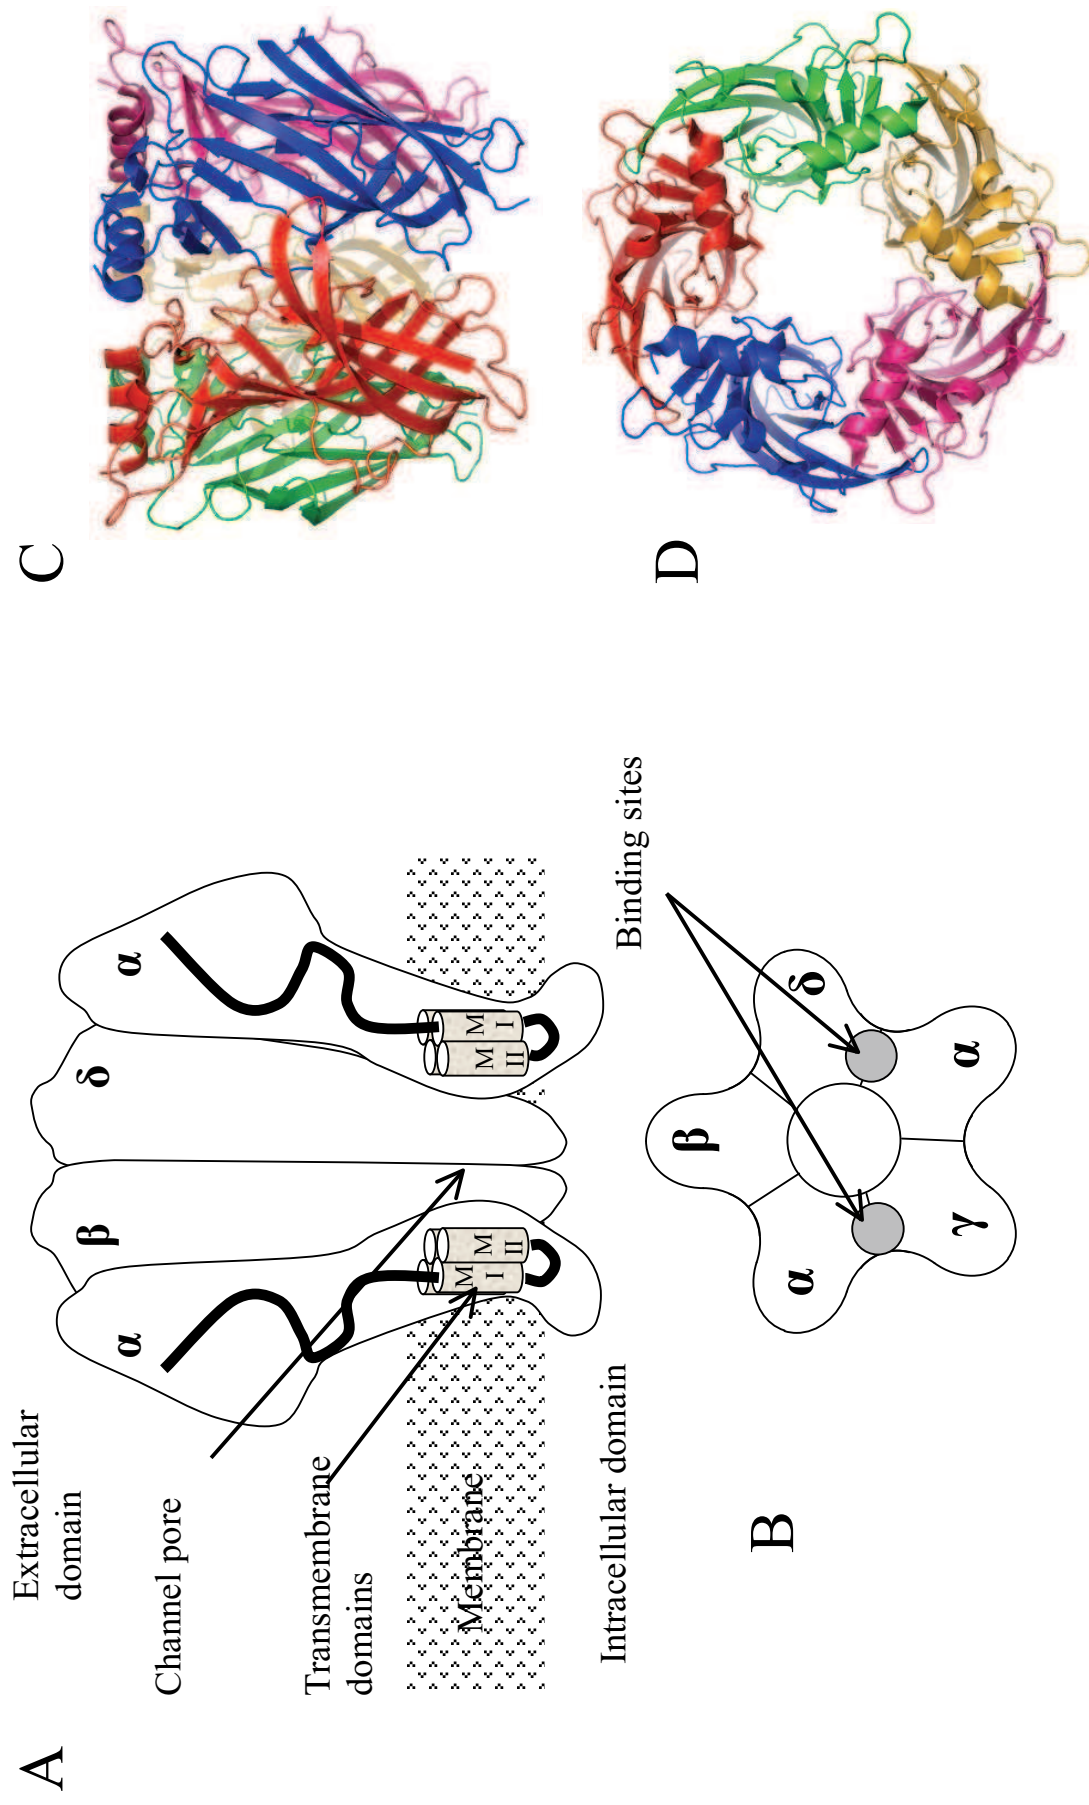 A
Extracellular
domain
Channel pore
Transmembrane
domains
Membrane
Intracellular domain
α
β
δ
α
M
I
M
II
M
II
M
I
B
Binding sites
β
α
δ
γ
α
C
D